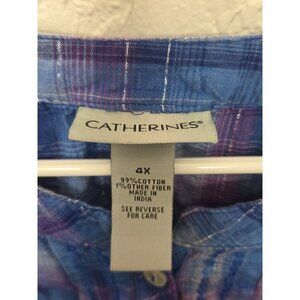 CATHERINES®
4X
99% COTTON
1% OTHER FIBER
MADE IN
INDIA
SEE REVERSE
FOR CARE